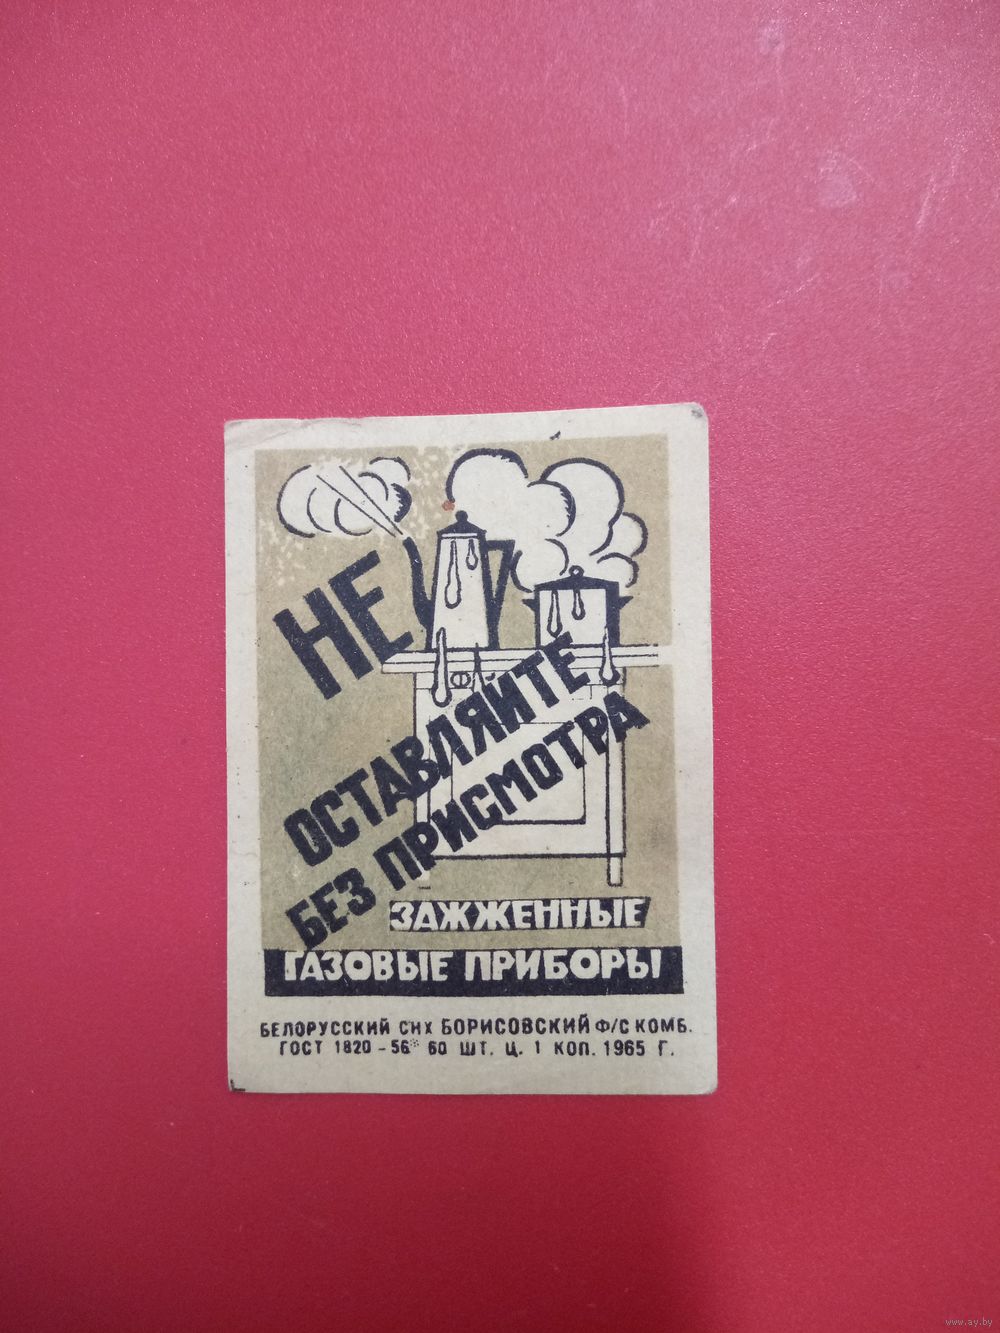 НЕ
ОСТАВЛЯЙТЕ
БЕЗ ПРИСМОТРА
ЗАЖЖЕННЫЕ
ГАЗОВЫЕ ПРИБОРЫ
БЕЛОРУССКИЙ СНХ БОРИСОВСКИЙ Ф/С КОМБ.
ГОСТ 1820-56* 60 ШТ. Ц. 1 КОП. 1965 Г.
www.ay.by